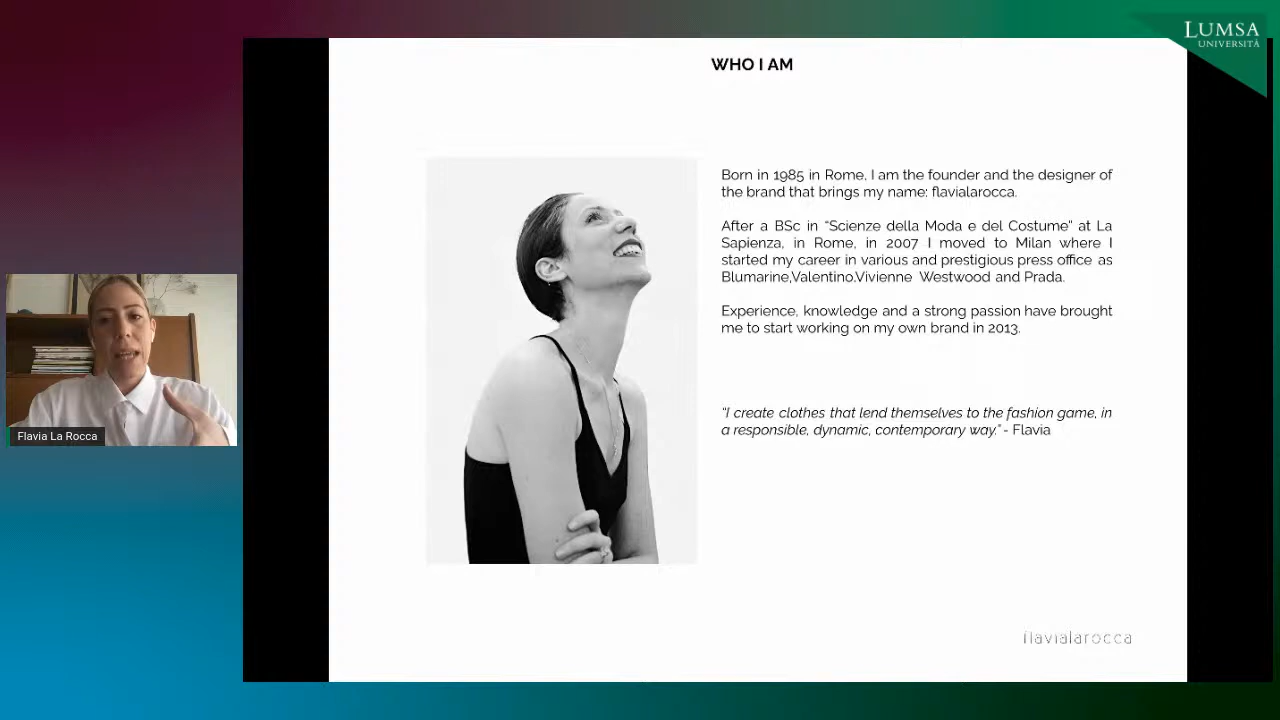 LUMSA
UNIVERSITÀ
WHO I AM
Born in 1985 in Rome, I am the founder and the designer of
the brand that brings my name: flavialarocca.
After a BSc in “Scienze della Moda e del Costume” at La
Sapienza, in Rome, in 2007 I moved to Milan where I
started my career in various and prestigious press office as
Blumarine,Valentino,Vivienne Westwood and Prada.
Experience, knowledge and a strong passion have brought
me to start working on my own brand in 2013.
“I create clothes that lend themselves to the fashion game, in
a responsible, dynamic, contemporary way.” - Flavia
Flavia La Rocca
flavialarocca